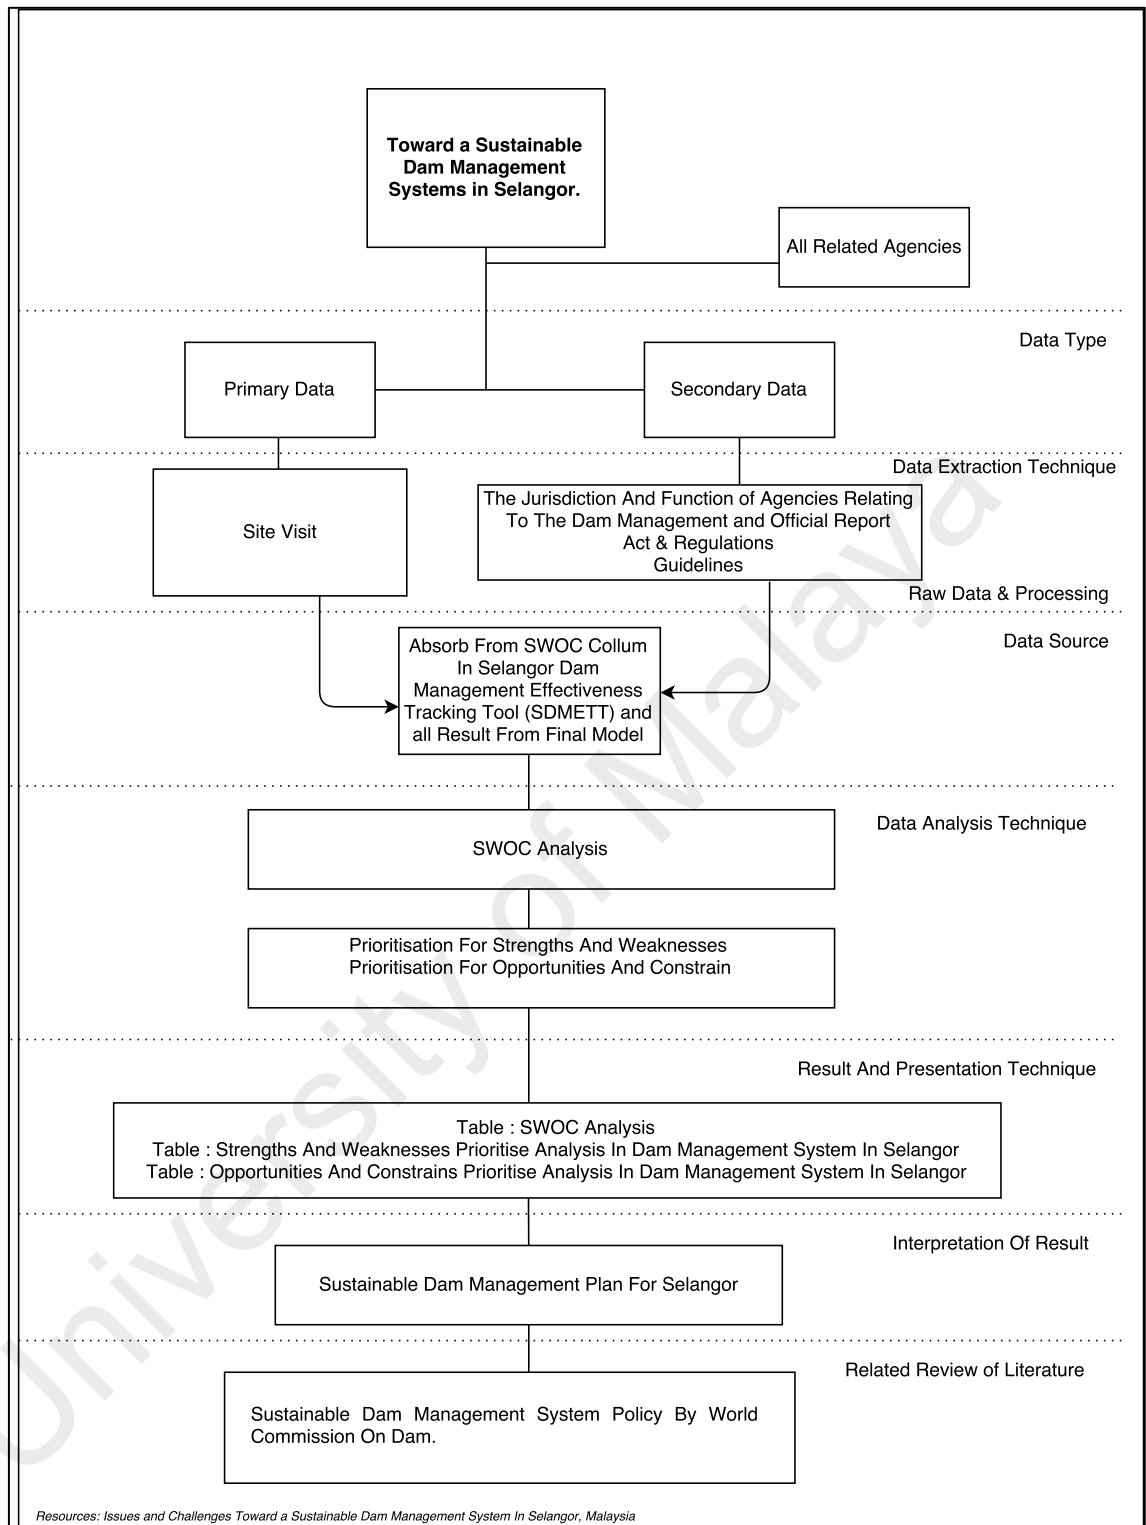 Toward a Sustainable
Dam Management
Systems in Selangor.
All Related Agencies
Data Type
Primary Data
Secondary Data
Data Extraction Technique
Site Visit
The Jurisdiction And Function of Agencies Relating
To The Dam Management and Official Report
Act & Regulations
Guidelines
Raw Data & Processing
Data Source
Absorb From SWOC Collum
In Selangor Dam
Management Effectiveness
Tracking Tool (SDMETT) and
all Result From Final Model
Data Analysis Technique
SWOC Analysis
Prioritisation For Strengths And Weaknesses
Prioritisation For Opportunities And Constrain
Result And Presentation Technique
Table : SWOC Analysis
Table : Strengths And Weaknesses Prioritise Analysis In Dam Management System In Selangor
Table : Opportunities And Constrains Prioritise Analysis In Dam Management System In Selangor
Interpretation Of Result
Sustainable Dam Management Plan For Selangor
Related Review of Literature
Sustainable Dam Management System Policy By World
Commission On Dam.
Resources: Issues and Challenges Toward a Sustainable Dam Management System In Selangor, Malaysia
University of Malaya